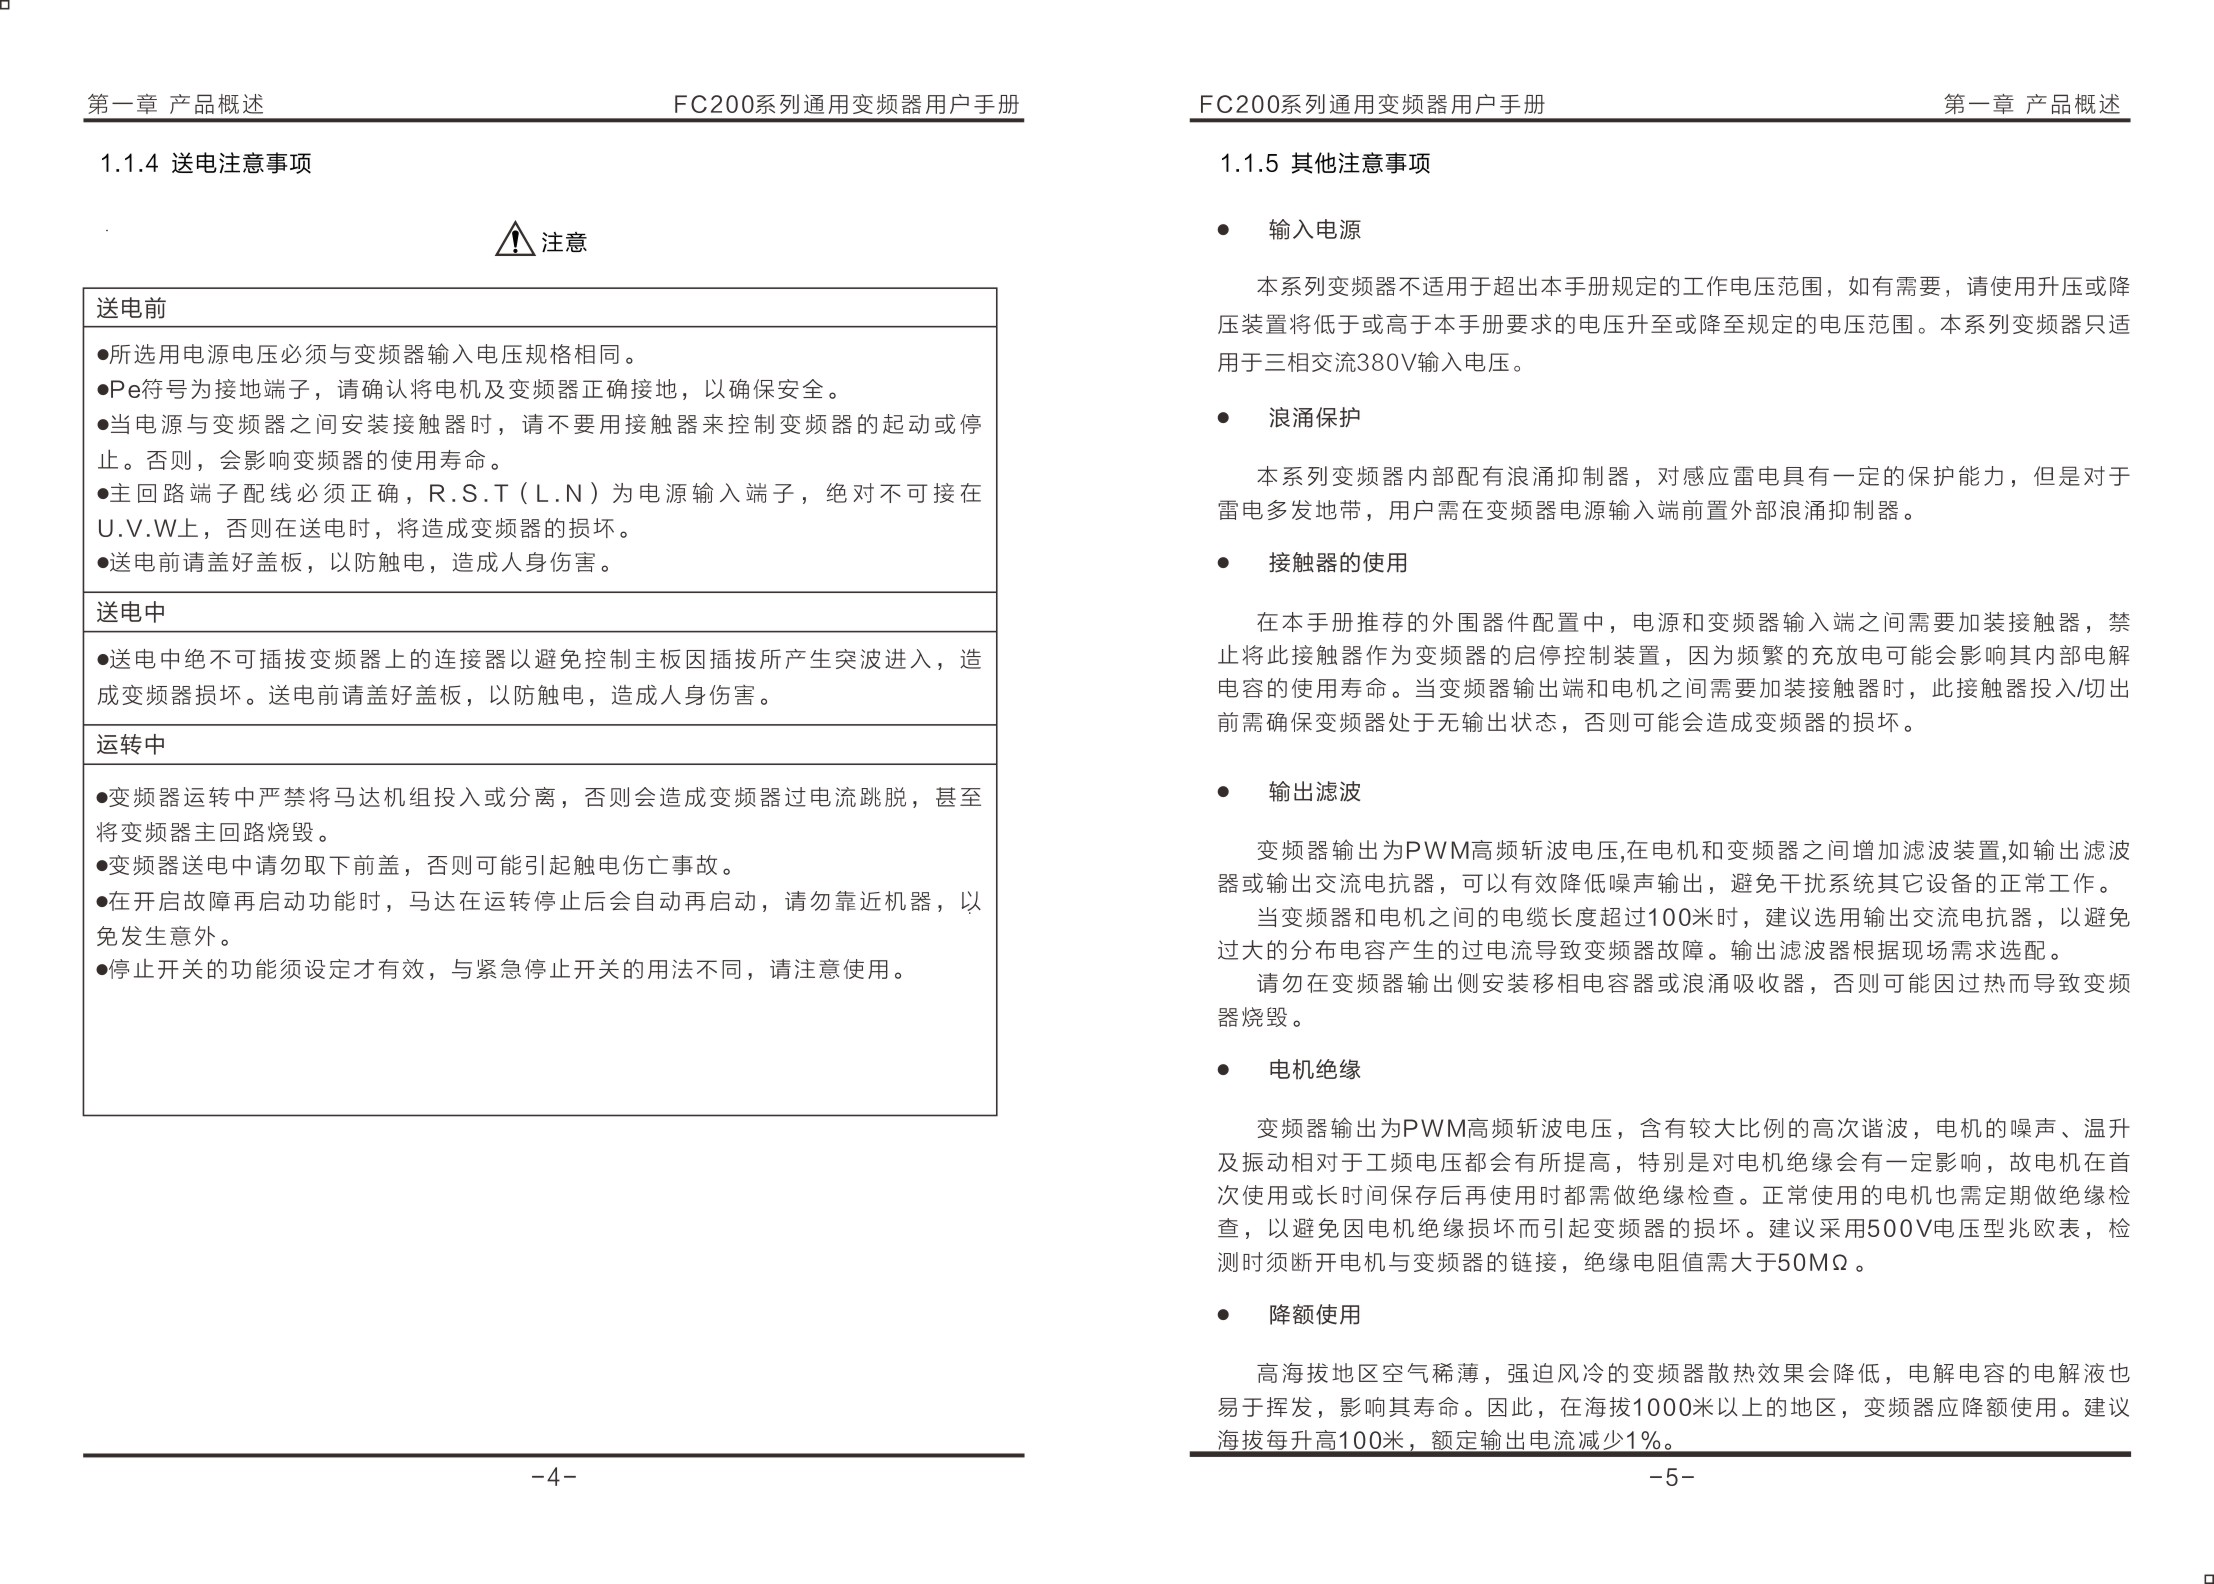 第一章 产品概述
FC200系列通用变频器用户手册
1.1.4 送电注意事项
注意
送电前
●所选用电源电压必须与变频器输入电压规格相同。
●Pe符号为接地端子，请确认将电机及变频器正确接地，以确保安全。
●当电源与变频器之间安装接触器时，请不要用接触器来控制变频器的起动或停
止。否则，会影响变频器的使用寿命。
●主回路端子配线必须正确，R.S.T（L.N）为电源输入端子，绝对不可接在
U.V.W上，否则在送电时，将造成变频器的损坏。
●送电前请盖好盖板，以防触电，造成人身伤害。
送电中
●送电中绝不可插拔变频器上的连接器以避免控制主板因插拔所产生突波进入，造
成变频器损坏。送电前请盖好盖板，以防触电，造成人身伤害。
运转中
●变频器运转中严禁将马达机组投入或分离，否则会造成变频器过电流跳脱，甚至
将变频器主回路烧毁。
●变频器送电中请勿取下前盖，否则可能引起触电伤亡事故。
●在开启故障再启动功能时，马达在运转停止后会自动再启动，请勿靠近机器，以
免发生意外。
●停止开关的功能须设定才有效，与紧急停止开关的用法不同，请注意使用。
-4-
FC200系列通用变频器用户手册
第一章 产品概述
1.1.5 其他注意事项
● 输入电源
本系列变频器不适用于超出本手册规定的工作电压范围，如有需要，请使用升压或降
压装置将低于或高于本手册要求的电压升至或降至规定的电压范围。本系列变频器只适
用于三相交流380V输入电压。
● 浪涌保护
本系列变频器内部配有浪涌抑制器，对感应雷电具有一定的保护能力，但是对于
雷电多发地带，用户需在变频器电源输入端前置外部浪涌抑制器。
● 接触器的使用
在本手册推荐的外围器件配置中，电源和变频器输入端之间需要加装接触器，禁
止将此接触器作为变频器的启停控制装置，因为频繁的充放电可能会影响其内部电解
电容的使用寿命。当变频器输出端和电机之间需要加装接触器时，此接触器投入/切出
前需确保变频器处于无输出状态，否则可能会造成变频器的损坏。
● 输出滤波
变频器输出为PWM高频斩波电压,在电机和变频器之间增加滤波装置,如输出滤波
器或输出交流电抗器，可以有效降低噪声输出，避免干扰系统其它设备的正常工作。
当变频器和电机之间的电缆长度超过100米时，建议选用输出交流电抗器，以避免
过大的分布电容产生的过电流导致变频器故障。输出滤波器根据现场需求选配。
请勿在变频器输出侧安装移相电容器或浪涌吸收器，否则可能因过热而导致变频
器烧毁。
● 电机绝缘
变频器输出为PWM高频斩波电压，含有较大比例的高次谐波，电机的噪声、温升
及振动相对于工频电压都会有所提高，特别是对电机绝缘会有一定影响，故电机在首
次使用或长时间保存后再使用时都需做绝缘检查。正常使用的电机也需定期做绝缘检
查，以避免因电机绝缘损坏而引起变频器的损坏。建议采用500V电压型兆欧表，检
测时须断开电机与变频器的链接，绝缘电阻值需大于50MΩ。
● 降额使用
高海拔地区空气稀薄，强迫风冷的变频器散热效果会降低，电解电容的电解液也
易于挥发，影响其寿命。因此，在海拔1000米以上的地区，变频器应降额使用。建议
海拔每升高100米，额定输出电流减少1%。
-5-